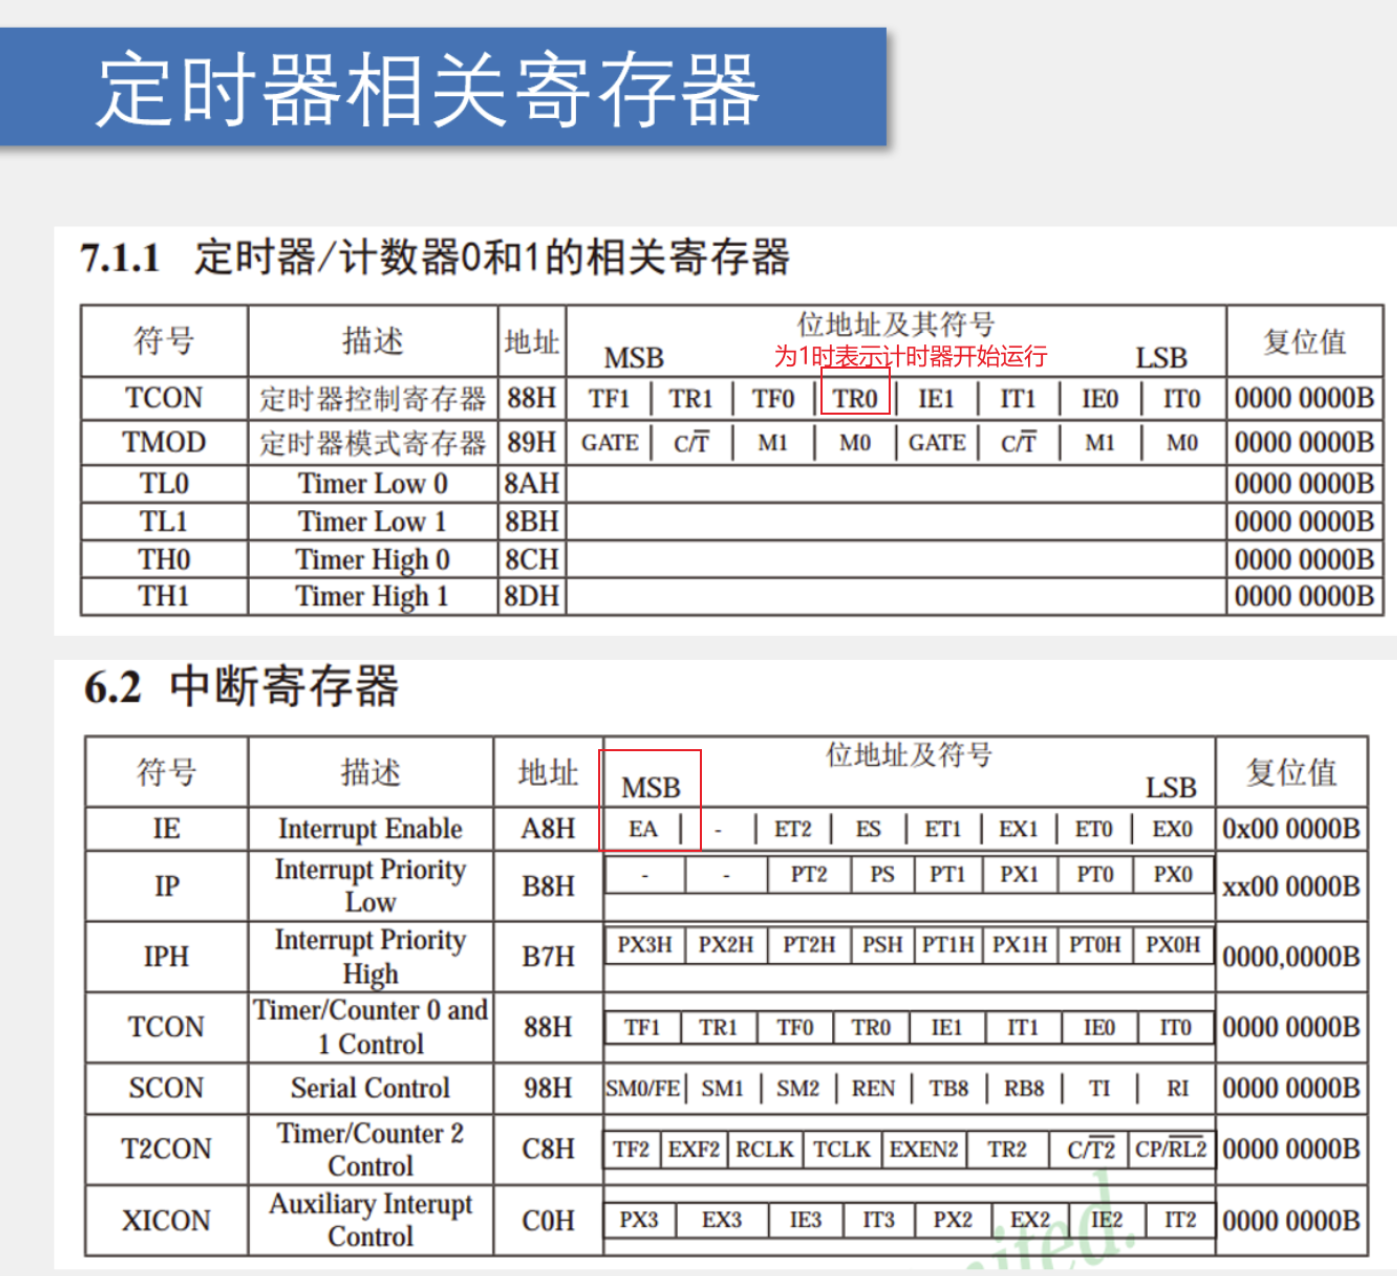 定时器相关寄存器
7.1.1 定时器/计数器0和1的相关寄存器
符号 描述 地址 位地址及其符号 复位值
MSB 为1时表示计时器开始运行 LSB
TCON 定时器控制寄存器 88H TF1 TR1 TF0 TR0 IE1 IT1 IE0 IT0 0000 0000B
TMOD 定时器模式寄存器 89H GATE C/T̅ M1 M0 GATE C/T̅ M1 M0 0000 0000B
TL0 Timer Low 0 8AH 0000 0000B
TL1 Timer Low 1 8BH 0000 0000B
TH0 Timer High 0 8CH 0000 0000B
TH1 Timer High 1 8DH 0000 0000B
6.2 中断寄存器
符号 描述 地址 位地址及符号 复位值
MSB LSB
IE Interrupt Enable A8H EA - ET2 ES ET1 EX1 ET0 EX0 0x00 0000B
IP Interrupt Priority Low B8H - - PT2 PS PT1 PX1 PT0 PX0 xx00 0000B
IPH Interrupt Priority High B7H PX3H PX2H PT2H PSH PT1H PX1H PT0H PX0H 0000,0000B
TCON Timer/Counter 0 and 1 Control 88H TF1 TR1 TF0 TR0 IE1 IT1 IE0 IT0 0000 0000B
SCON Serial Control 98H SM0/FE SM1 SM2 REN TB8 RB8 TI RI 0000 0000B
T2CON Timer/Counter 2 Control C8H TF2 EXF2 RCLK TCLK EXEN2 TR2 C/T̅2̅ CP/R̅L̅2̅ 0000 0000B
XICON Auxiliary Interupt Control C0H PX3 EX3 IE3 IT3 PX2 EX2 IE2 IT2 0000 0000B